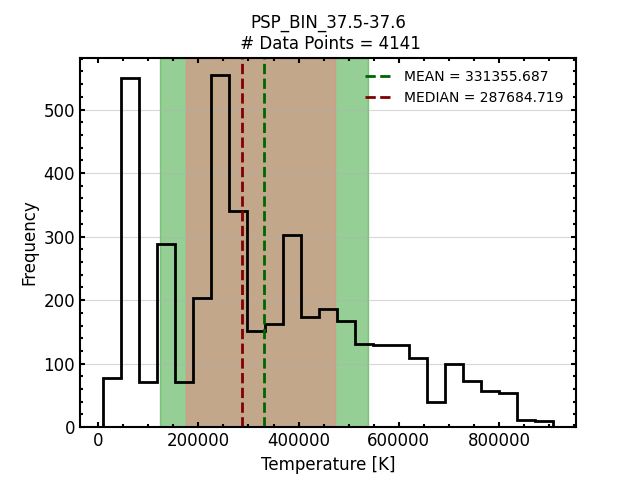 PSP_BIN_37.5-37.6
# Data Points = 4141
MEAN = 331355.687
MEDIAN = 287684.719
500
400
300
200
100
0
Frequency
0 200000 400000 600000 800000
Temperature [K]